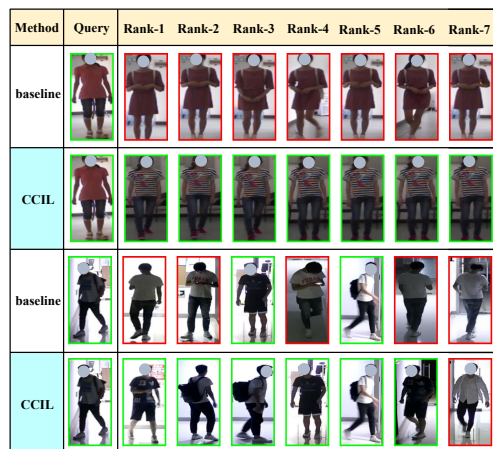 Method Query Rank-1 Rank-2 Rank-3 Rank-4 Rank-5 Rank-6 Rank-7
baseline
CCIL
baseline
CCIL